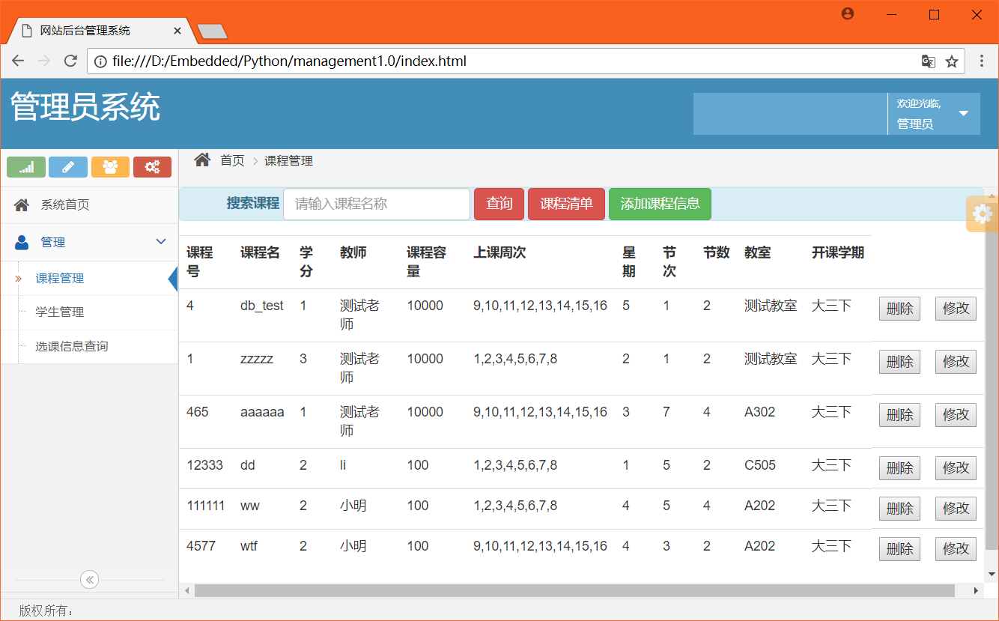 网站后台管理系统
file:///D:/Embedded/Python/management1.0/index.html
管理员系统
欢迎光临,
管理员
首页 课程管理
系统首页
管理
课程管理
学生管理
选课信息查询
搜索课程 请输入课程名称 查询 课程清单 添加课程信息
课程号 课程名 学分 教师 课程容量 上课周次 星期 节次 节数 教室 开课学期
4 db_test 1 测试老师 10000 9,10,11,12,13,14,15,16 5 1 2 测试教室 大三下 删除 修改
1 zzzzz 3 测试老师 10000 1,2,3,4,5,6,7,8 2 1 2 测试教室 大三下 删除 修改
465 aaaaaa 1 测试老师 10000 9,10,11,12,13,14,15,16 3 7 4 A302 大三下 删除 修改
12333 dd 2 li 100 1,2,3,4,5,6,7,8 1 5 2 C505 大三下 删除 修改
111111 ww 2 小明 100 1,2,3,4,5,6,7,8 4 5 4 A202 大三下 删除 修改
4577 wtf 2 小明 100 9,10,11,12,13,14,15,16 4 3 2 A202 大三下 删除 修改
版权所有：